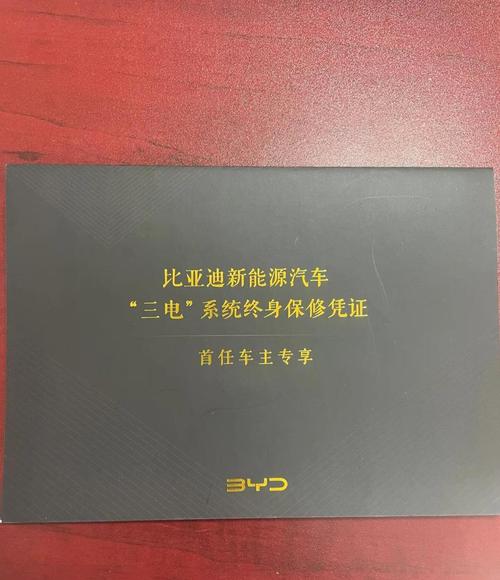 比亚迪新能源汽车
“三电”系统终身保修凭证
首任车主专享
BYD